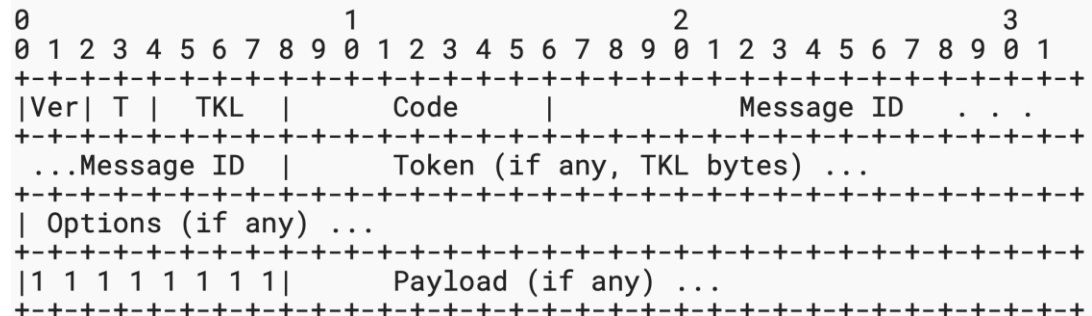 0                   1                   2                   3
0 1 2 3 4 5 6 7 8 9 0 1 2 3 4 5 6 7 8 9 0 1 2 3 4 5 6 7 8 9 0 1
+-+-+-+-+-+-+-+-+-+-+-+-+-+-+-+-+-+-+-+-+-+-+-+-+-+-+-+-+-+-+-+-+
|Ver| T |  TKL  |      Code     |           Message ID   . . .
+-+-+-+-+-+-+-+-+-+-+-+-+-+-+-+-+-+-+-+-+-+-+-+-+-+-+-+-+-+-+-+-+
 ...Message ID  |      Token (if any, TKL bytes) ...
+-+-+-+-+-+-+-+-+-+-+-+-+-+-+-+-+-+-+-+-+-+-+-+-+-+-+-+-+-+-+-+-+
| Options (if any) ...
+-+-+-+-+-+-+-+-+-+-+-+-+-+-+-+-+-+-+-+-+-+-+-+-+-+-+-+-+-+-+-+-+
|1 1 1 1 1 1 1 1|      Payload (if any) ...
+-+-+-+-+-+-+-+-+-+-+-+-+-+-+-+-+-+-+-+-+-+-+-+-+-+-+-+-+-+-+-+-+